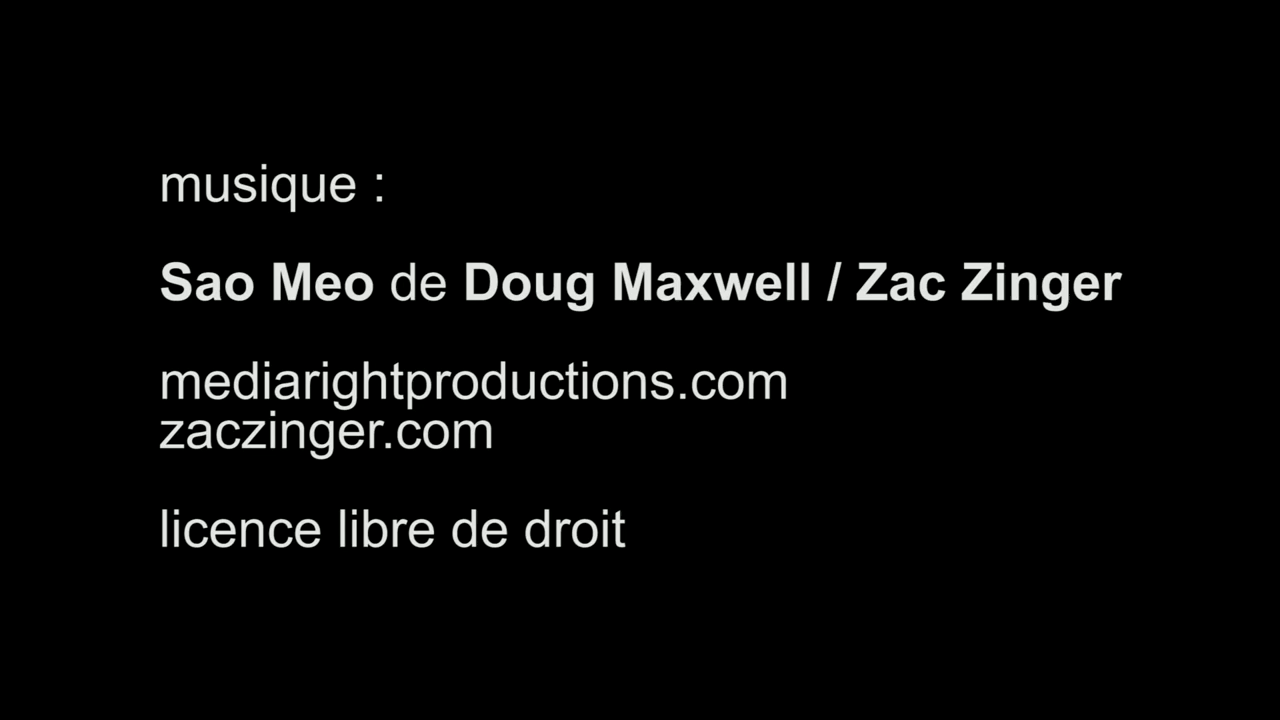 musique :
Sao Meo de Doug Maxwell / Zac Zinger
mediarightproductions.com
zaczinger.com
licence libre de droit